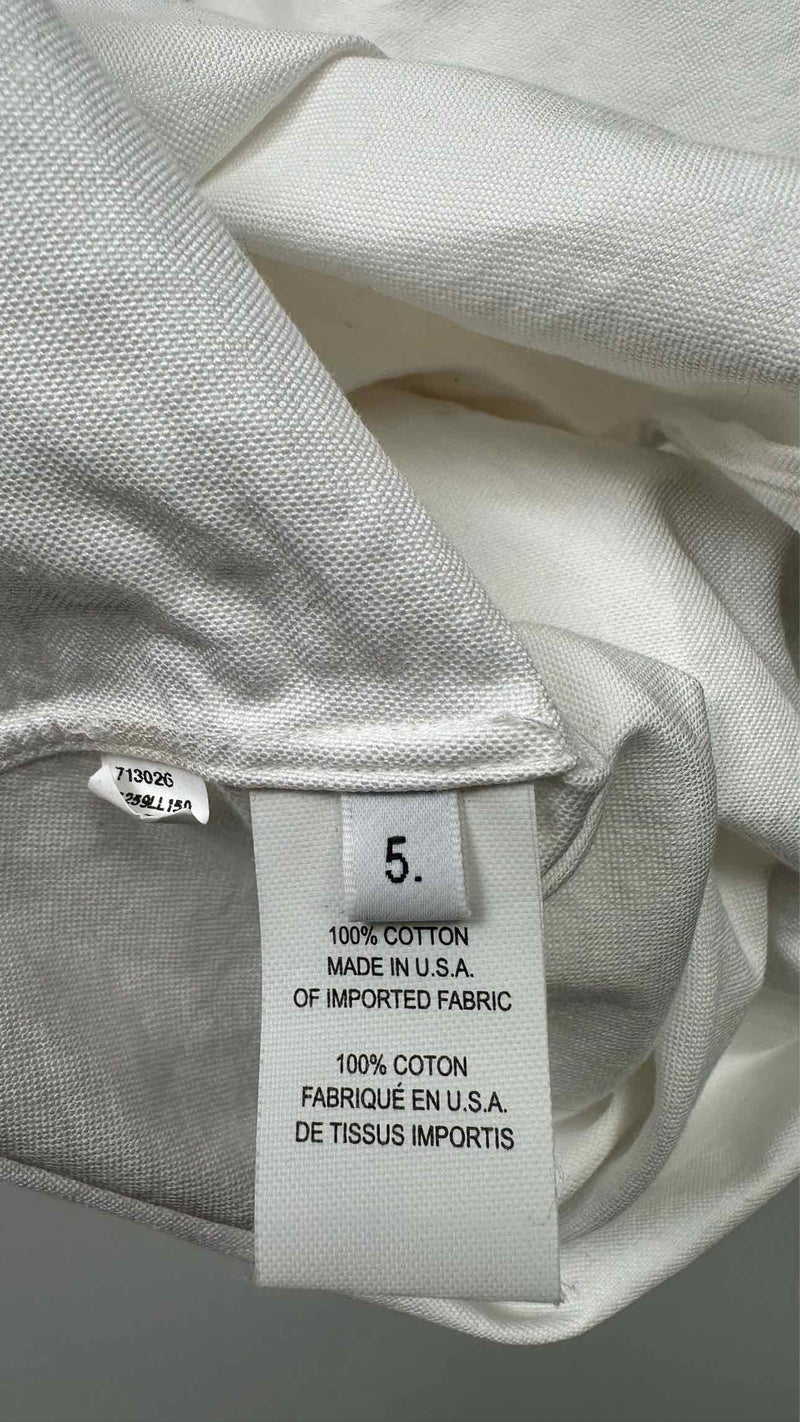 713026
5.
100% COTTON
MADE IN U.S.A.
OF IMPORTED FABRIC
100% COTON
FABRIQUÉ EN U.S.A.
DE TISSUS IMPORTIS